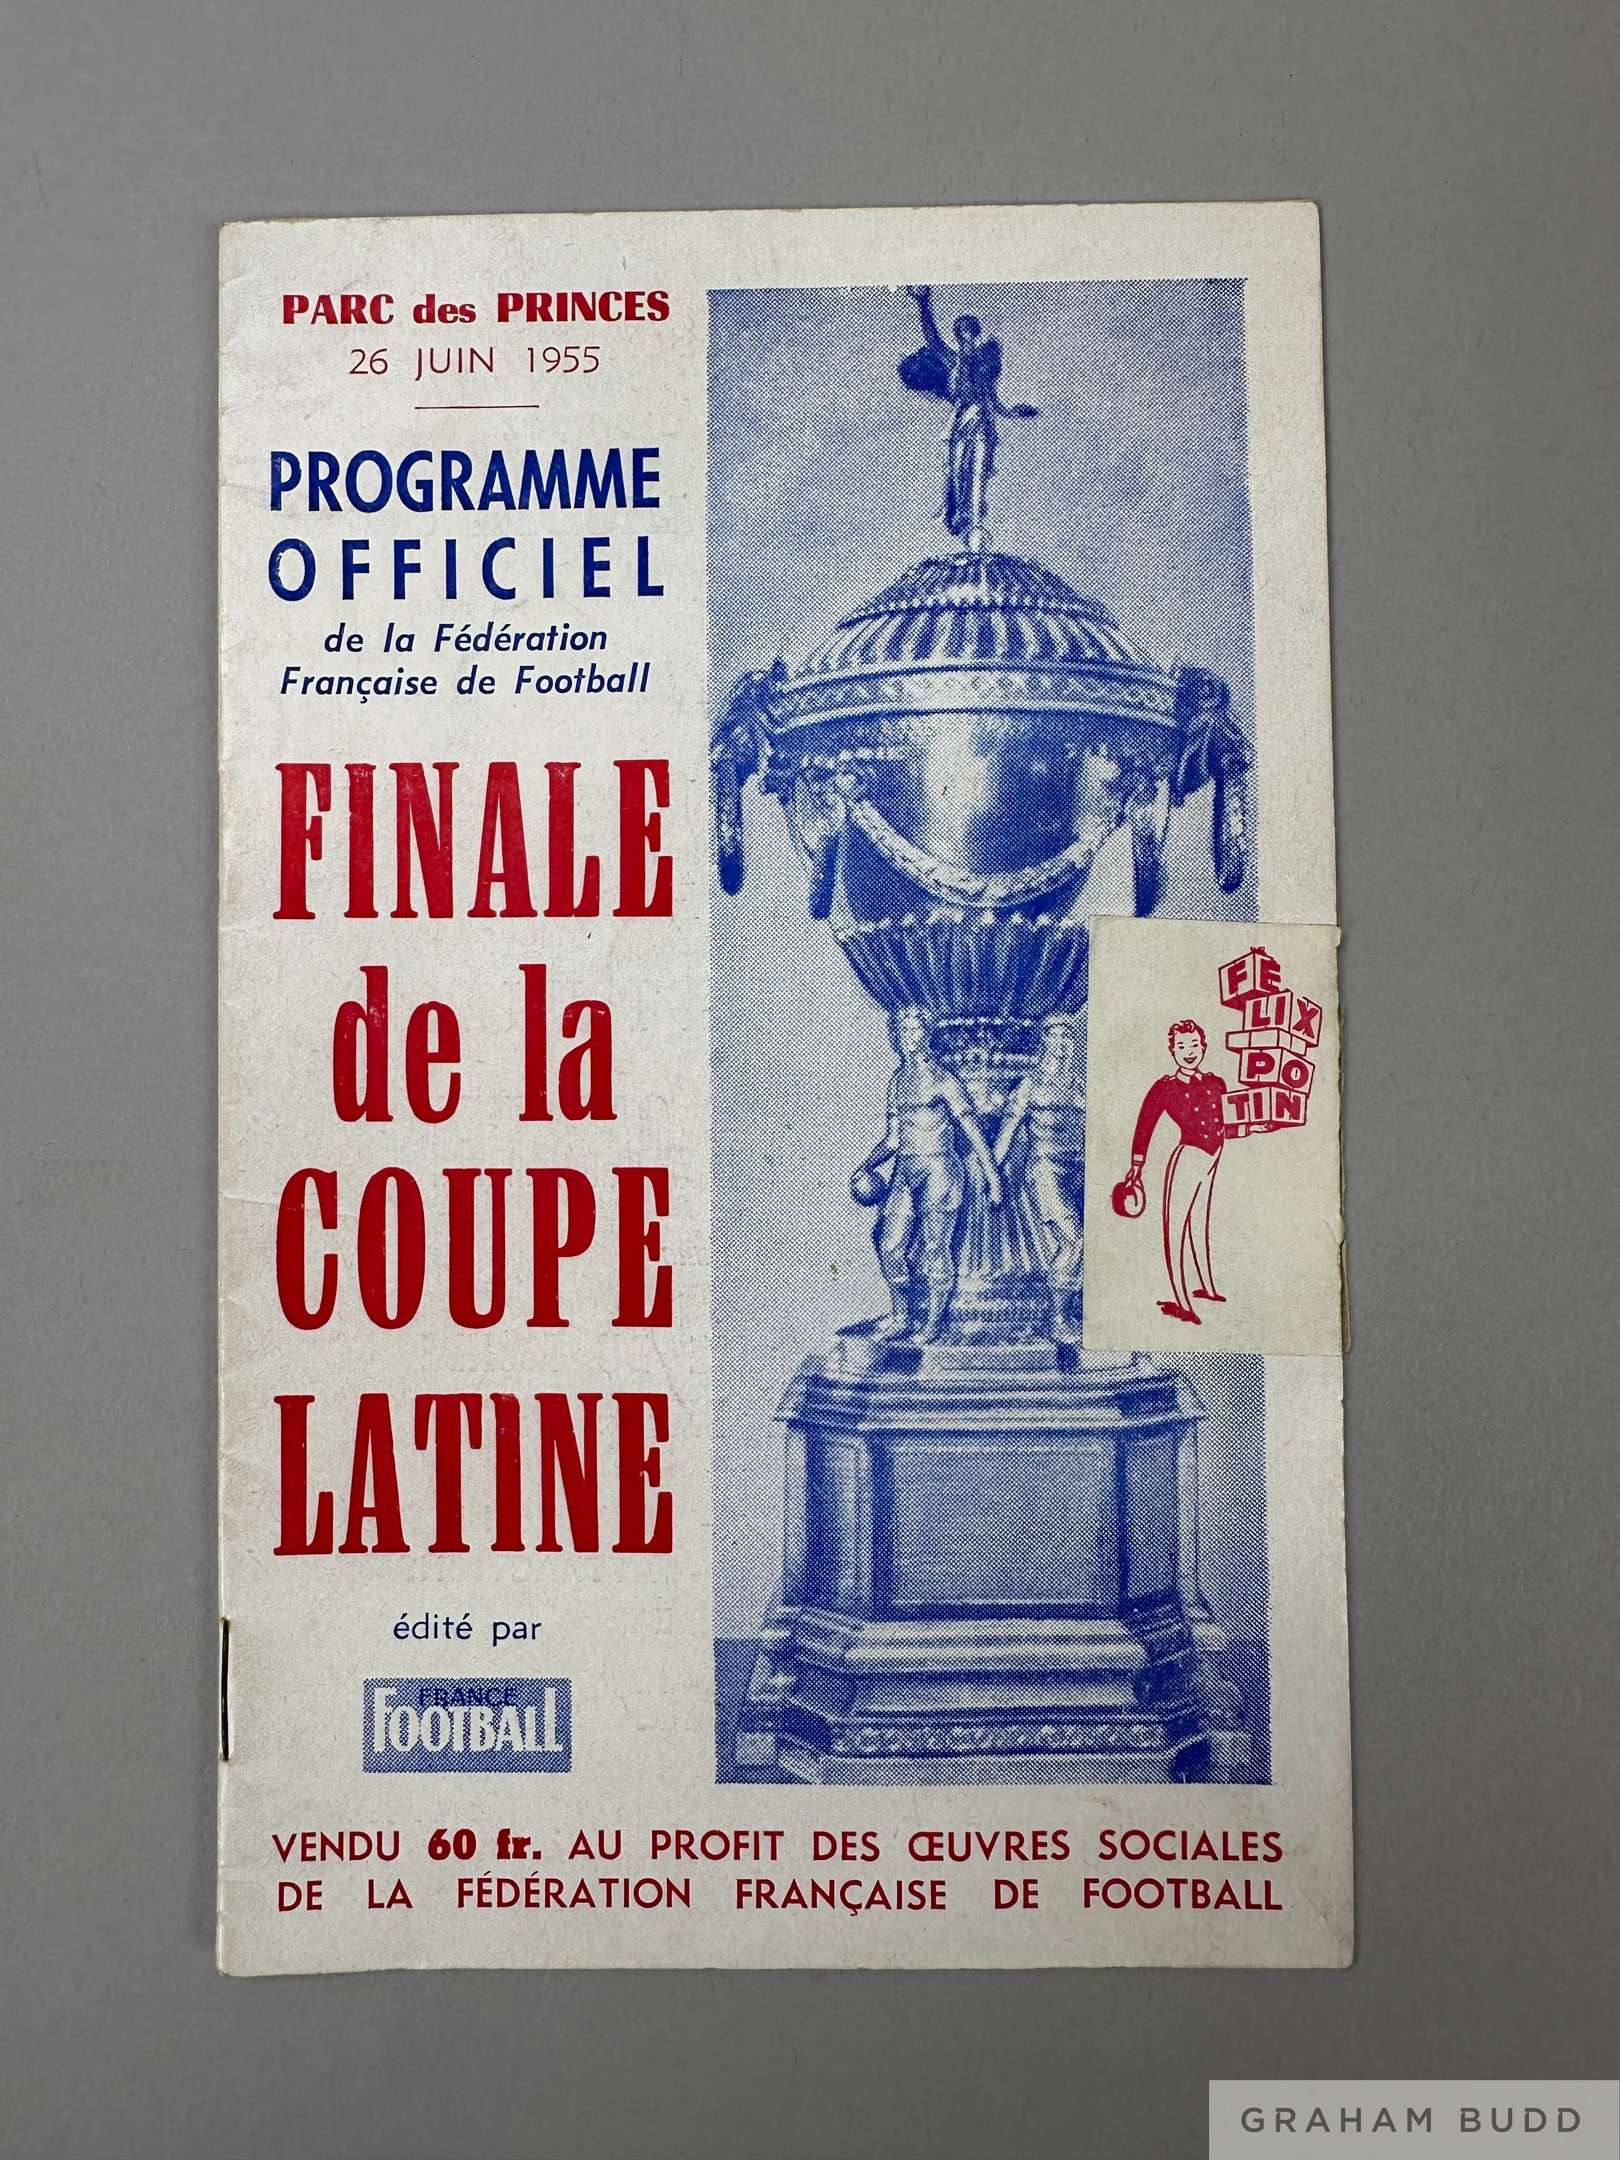 PARC des PRINCES
26 JUIN 1955
PROGRAMME
OFFICIEL
de la Fédération
Française de Football
FINALE
de la
COUPE
LATINE
édité par
FRANCE
FOOTBALL
FÉ
LIX
PO
TIN
VENDU 60 fr. AU PROFIT DES ŒUVRES SOCIALES
DE LA FÉDÉRATION FRANÇAISE DE FOOTBALL
GRAHAM BUDD